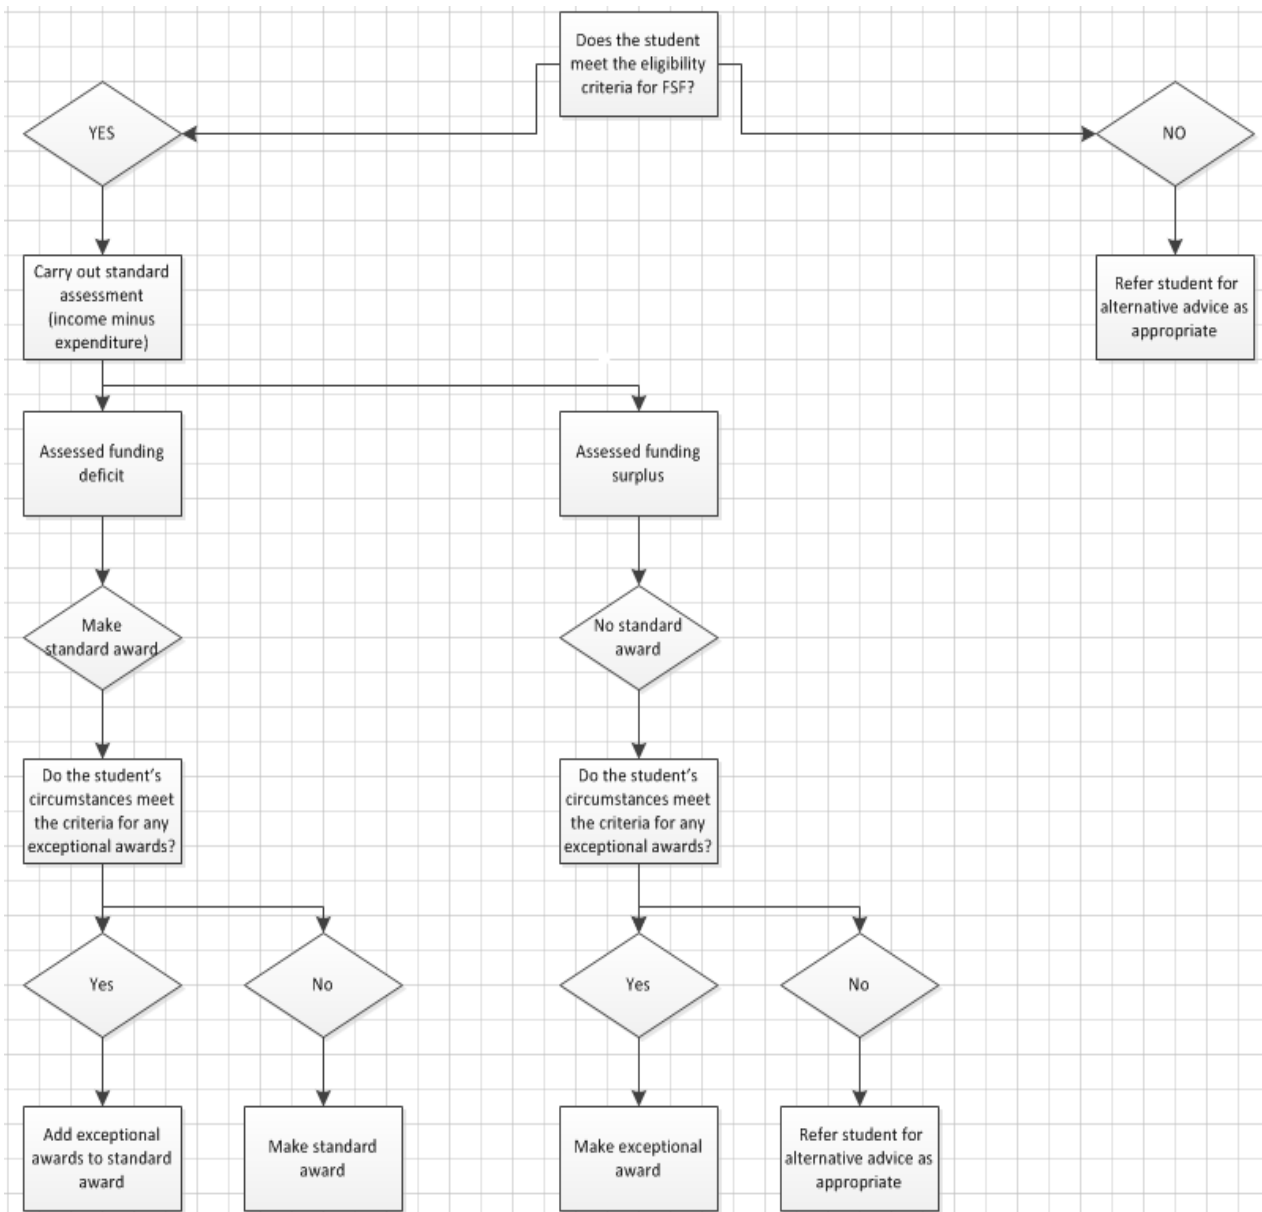 Does the student
meet the eligibility
criteria for FSF?
YES
NO
Carry out standard
assessment
(income minus
expenditure)
Refer student for
alternative advice as
appropriate
Assessed funding
deficit
Assessed funding
surplus
Make
standard award
No standard
award
Do the student's
circumstances meet
the criteria for any
exceptional awards?
Do the student's
circumstances meet
the criteria for any
exceptional awards?
Yes
No
Yes
No
Add exceptional
awards to standard
award
Make standard
award
Make exceptional
award
Refer student for
alternative advice as
appropriate